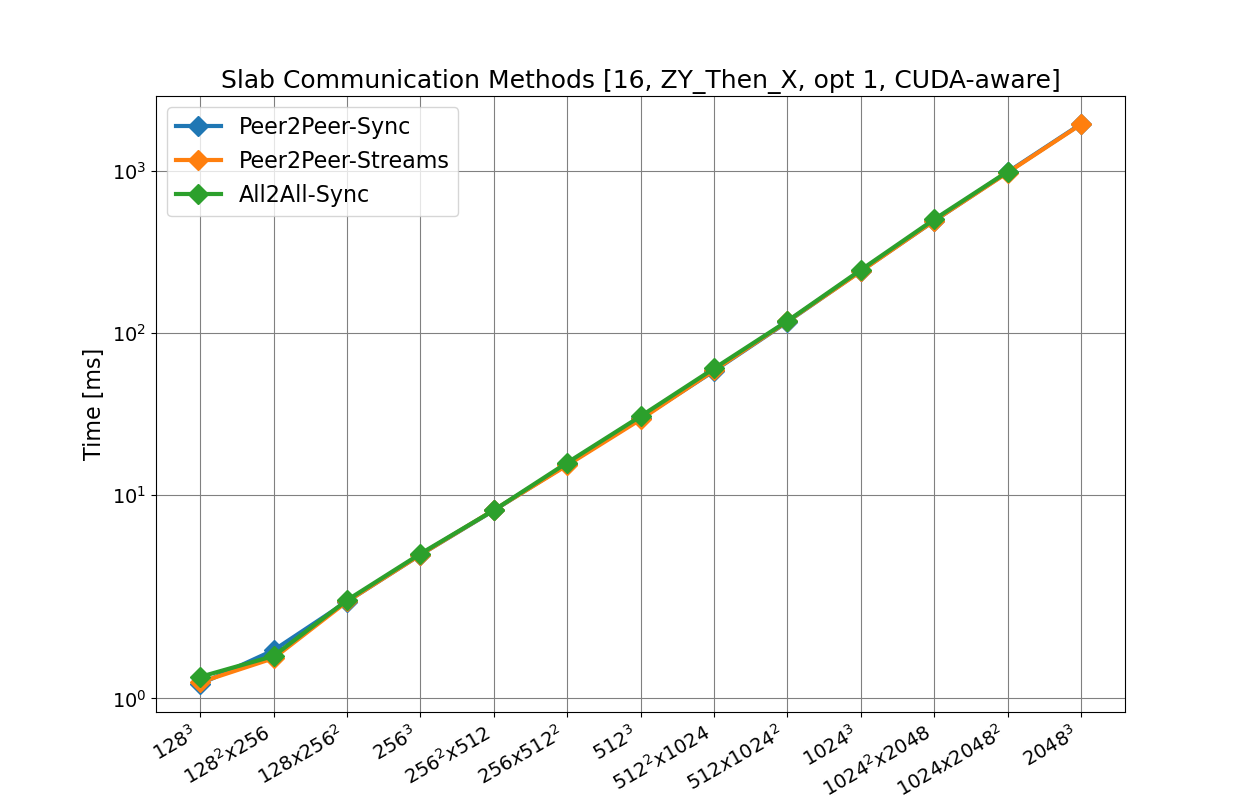 Slab Communication Methods [16, ZY_Then_X, opt 1, CUDA-aware]
Peer2Peer-Sync
Peer2Peer-Streams
All2All-Sync
Time [ms]
10³
10²
10¹
10⁰
128³
128²x256
128x256²
256³
256²x512
256x512²
512³
512²x1024
512x1024²
1024³
1024²x2048
1024x2048²
2048³